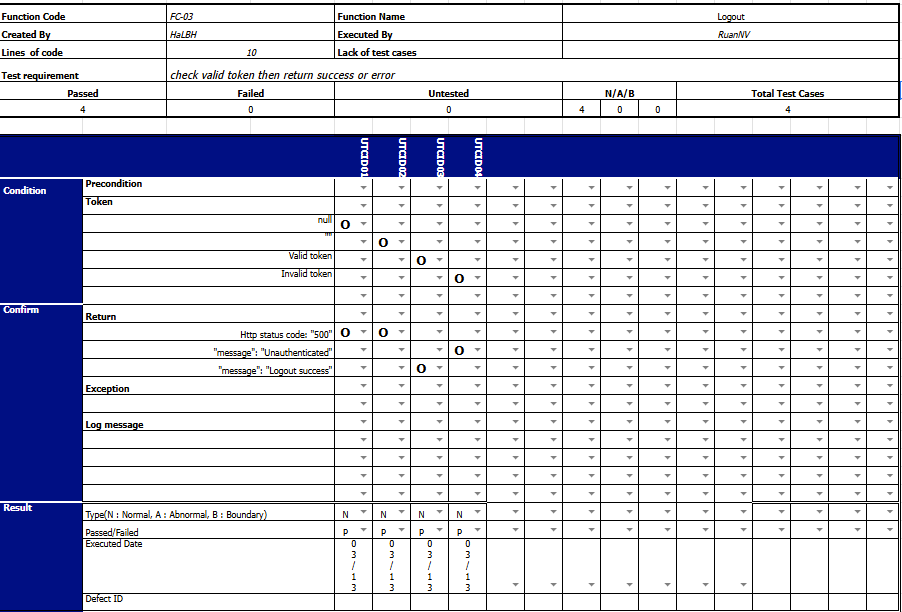 Function Code FC-03 Function Name Logout
Created By HaLBH Executed By RuanNV
Lines of code 10 Lack of test cases
Test requirement check valid token then return success or error
Passed Failed Untested N/A/B Total Test Cases
4 0 0 4 0 0 4
UTCID01 UTCID02 UTCID03 UTCID04
Condition Precondition
Token
null O
"" O
Valid token O
Invalid token O
Confirm Return
Http status code: "500" O O
"message": "Unauthenticated" O
"message": "Logout success" O
Exception
Log message
Result Type(N : Normal, A : Abnormal, B : Boundary) N N N N
Passed/Failed P P P P
Executed Date 03/13 03/13 03/13 03/13
Defect ID